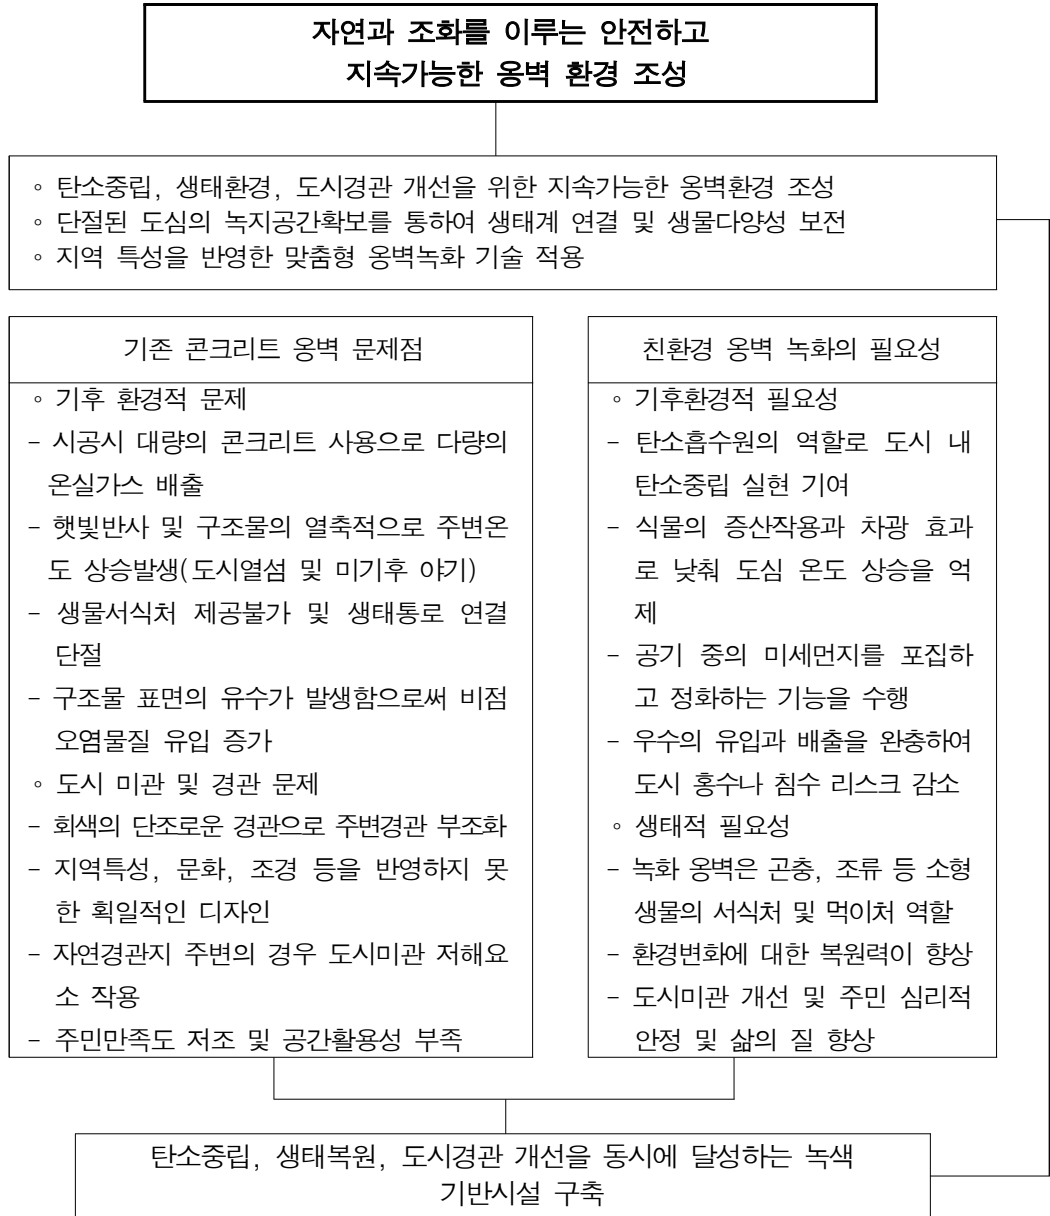 자연과 조화를 이루는 안전하고
지속가능한 옹벽 환경 조성
◦ 탄소중립, 생태환경, 도시경관 개선을 위한 지속가능한 옹벽환경 조성
◦ 단절된 도심의 녹지공간확보를 통하여 생태계 연결 및 생물다양성 보전
◦ 지역 특성을 반영한 맞춤형 옹벽녹화 기술 적용
기존 콘크리트 옹벽 문제점
◦ 기후 환경적 문제
- 시공시 대량의 콘크리트 사용으로 다량의
온실가스 배출
- 햇빛반사 및 구조물의 열축적으로 주변온
도 상승발생(도시열섬 및 미기후 야기)
- 생물서식처 제공불가 및 생태통로 연결
단절
- 구조물 표면의 유수가 발생함으로써 비점
오염물질 유입 증가
◦ 도시 미관 및 경관 문제
- 회색의 단조로운 경관으로 주변경관 부조화
- 지역특성, 문화, 조경 등을 반영하지 못
한 획일적인 디자인
- 자연경관지 주변의 경우 도시미관 저해요
소 작용
- 주민만족도 저조 및 공간활용성 부족
친환경 옹벽 녹화의 필요성
◦ 기후환경적 필요성
- 탄소흡수원의 역할로 도시 내
탄소중립 실현 기여
- 식물의 증산작용과 차광 효과
로 낮춰 도심 온도 상승을 억
제
- 공기 중의 미세먼지를 포집하
고 정화하는 기능을 수행
- 우수의 유입과 배출을 완충하여
도시 홍수나 침수 리스크 감소
◦ 생태적 필요성
- 녹화 옹벽은 곤충, 조류 등 소형
생물의 서식처 및 먹이처 역할
- 환경변화에 대한 복원력이 향상
- 도시미관 개선 및 주민 심리적
안정 및 삶의 질 향상
탄소중립, 생태복원, 도시경관 개선을 동시에 달성하는 녹색
기반시설 구축